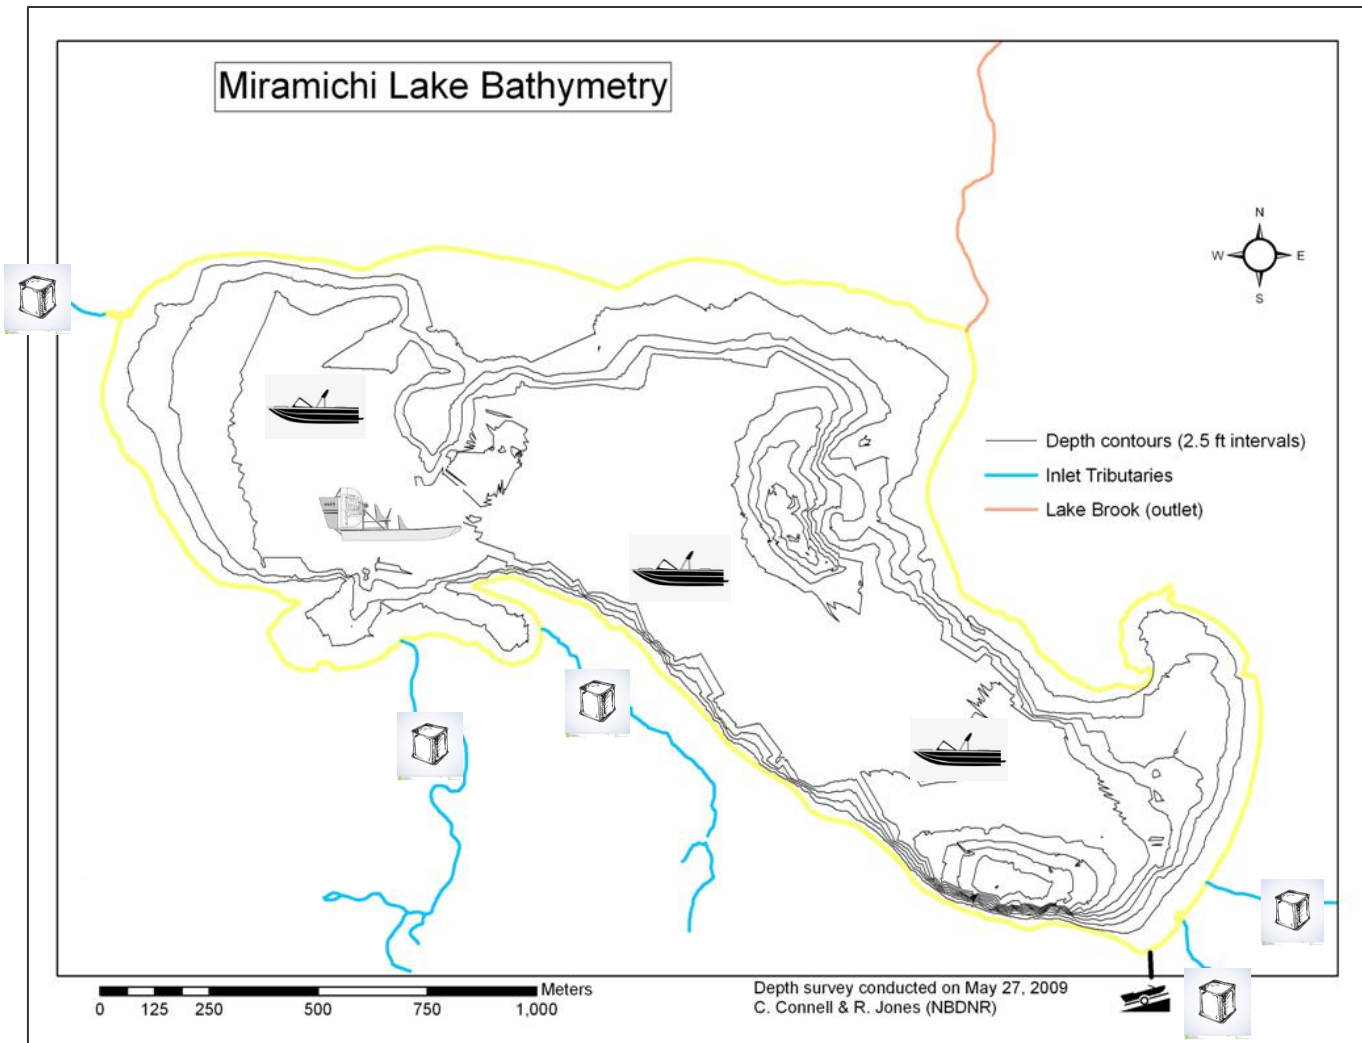 Miramichi Lake Bathymetry
N
W E
S
Depth contours (2.5 ft intervals)
Inlet Tributaries
Lake Brook (outlet)
Meters
0 125 250 500 750 1,000
Depth survey conducted on May 27, 2009
C. Connell & R. Jones (NBDNR)